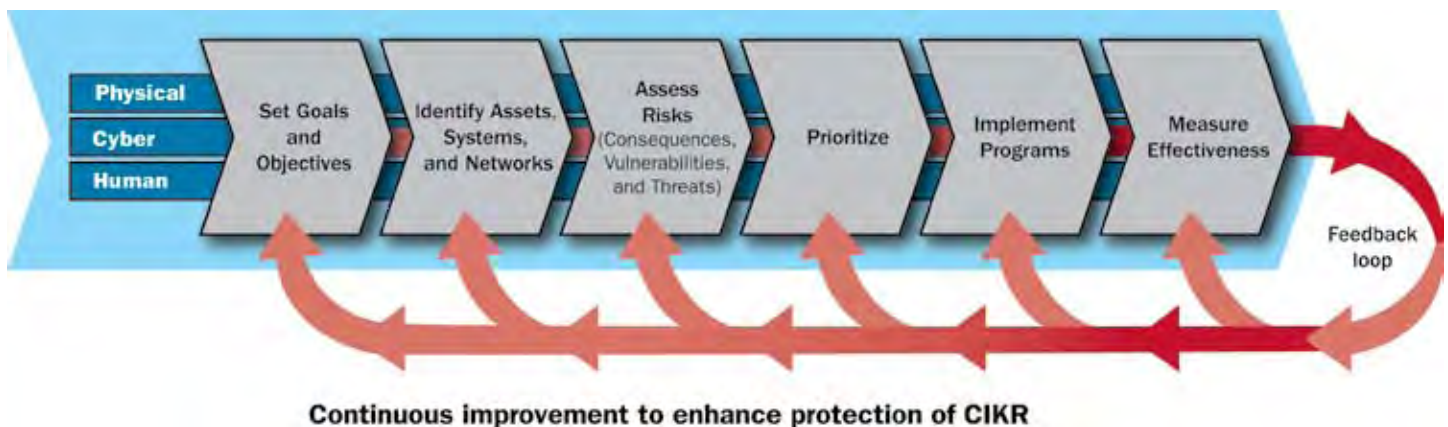 Physical
Cyber
Human
Set Goals
and
Objectives
Identify Assets,
Systems,
and Networks
Assess
Risks
(Consequences,
Vulnerabilities,
and Threats)
Prioritize
Implement
Programs
Measure
Effectiveness
Feedback
loop
Continuous improvement to enhance protection of CIKR